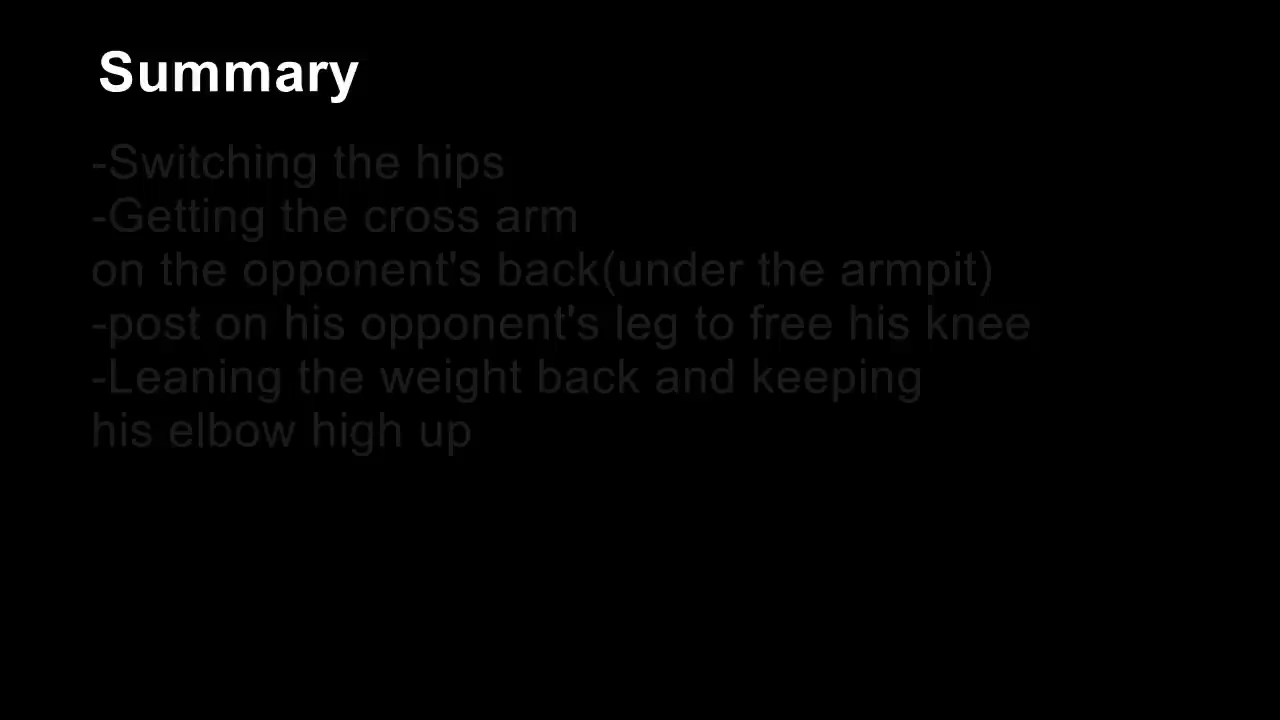 Summary
-Switching the hips
-Getting the cross arm
on the opponent's back(under the armpit)
-post on his opponent's leg to free his knee
-Leaning the weight back and keeping
his elbow high up